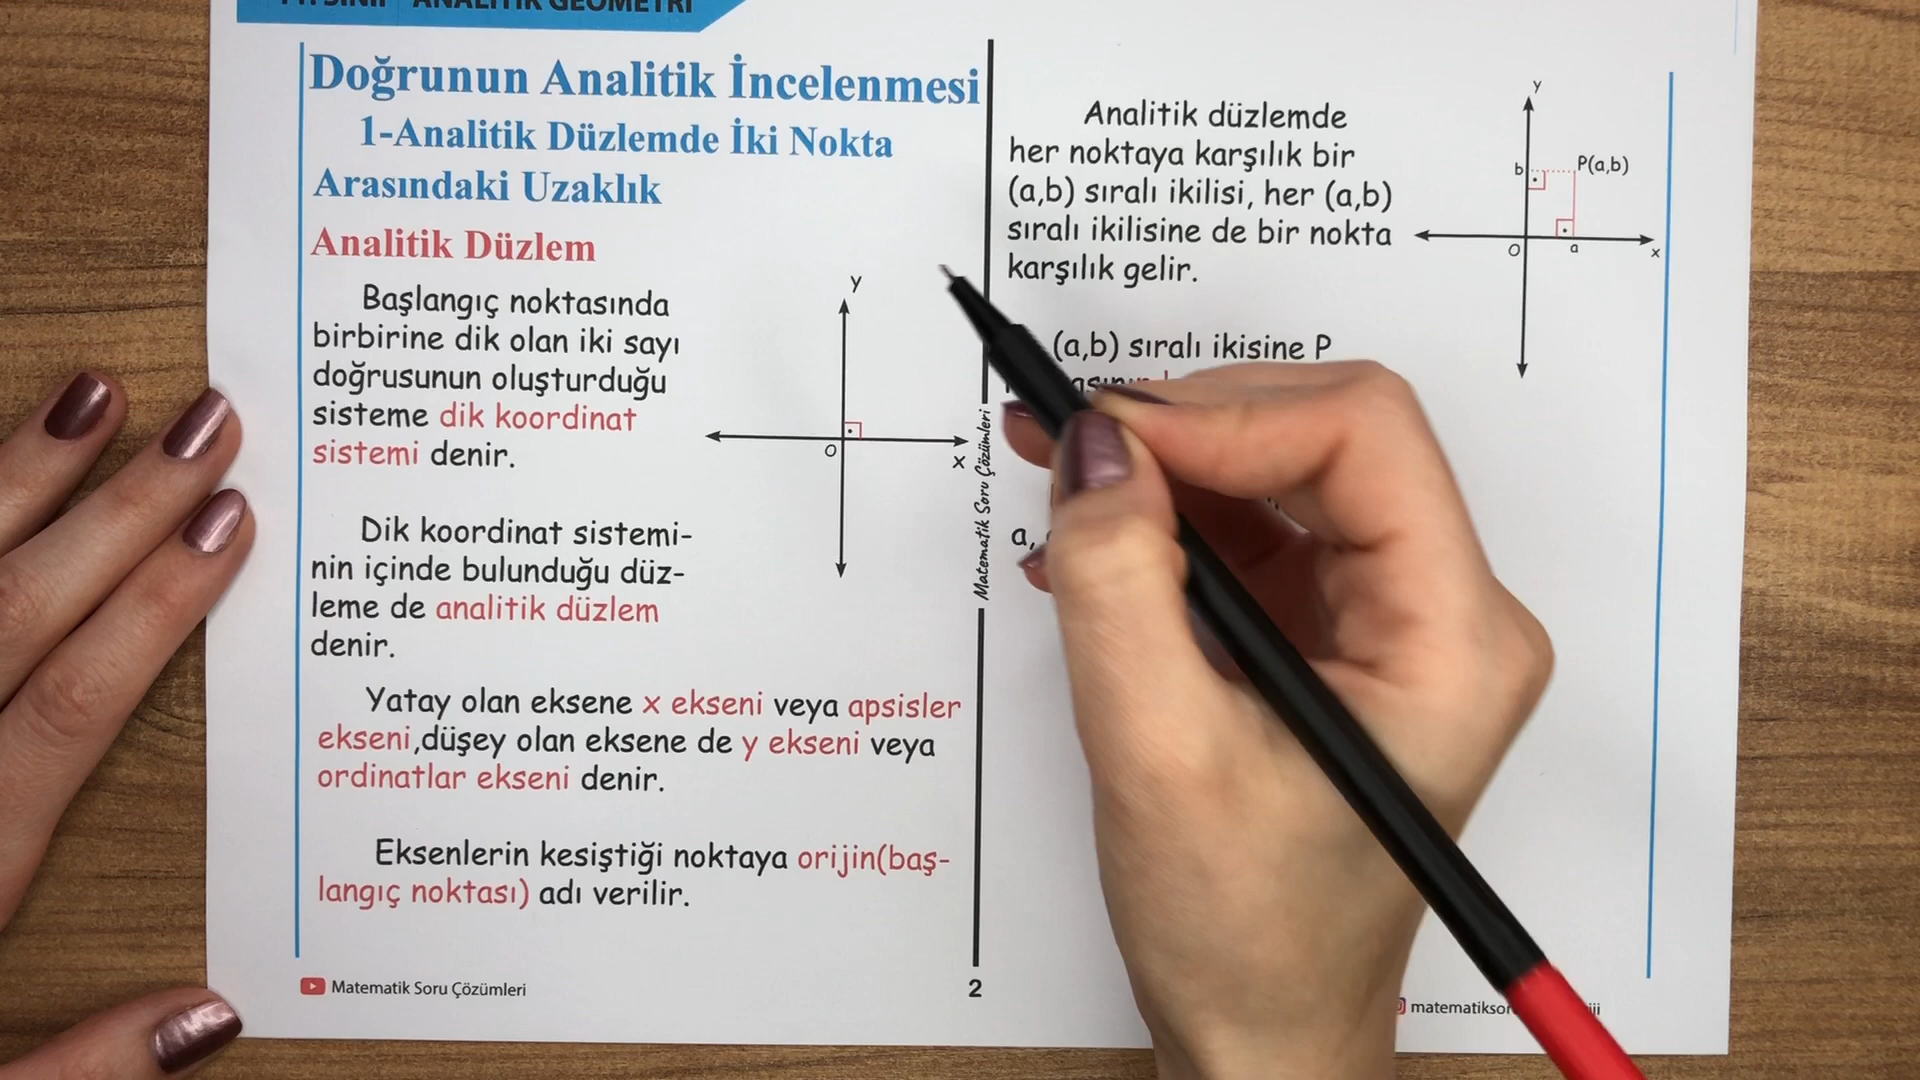 ANALİTİK GEOMETRİ
Doğrunun Analitik İncelenmesi
1-Analitik Düzlemde İki Nokta
Arasındaki Uzaklık
Analitik Düzlem
Başlangıç noktasında
birbirine dik olan iki sayı
doğrusunun oluşturduğu
sisteme dik koordinat
sistemi denir.
y
O
x
Dik koordinat sistemi-
nin içinde bulunduğu düz-
leme de analitik düzlem
denir.
Yatay olan eksene x ekseni veya apsisler
ekseni,düşey olan eksene de y ekseni veya
ordinatlar ekseni denir.
Eksenlerin kesiştiği noktaya orijin(baş-
langıç noktası) adı verilir.
Matematik Soru Çözümleri
Analitik düzlemde
her noktaya karşılık bir
(a,b) sıralı ikilisi, her (a,b)
sıralı ikilisine de bir nokta
karşılık gelir.
y
b
P(a,b)
O
a
x
(a,b) sıralı ikisine P
a,
Matematik Soru Çözümleri
2